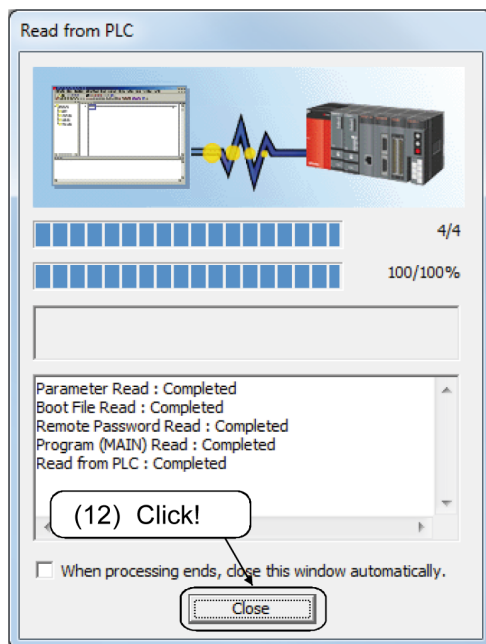 Read from PLC
4/4
100/100%
Parameter Read : Completed
Boot File Read : Completed
Remote Password Read : Completed
Program (MAIN) Read : Completed
Read from PLC : Completed
(12) Click!
When processing ends, close this window automatically.
Close